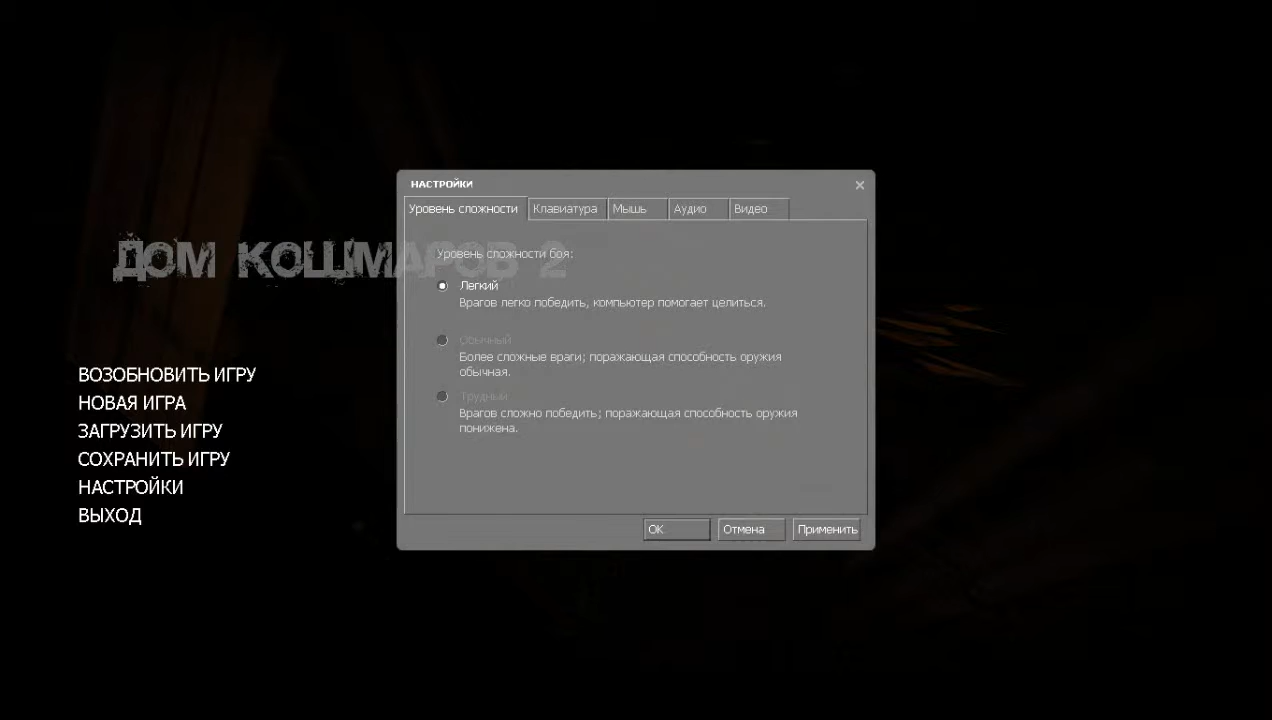 НАСТРОЙКИ
Уровень сложности Клавиатура Мышь Аудио Видео
ДОМ КОШМАРОВ 2
Уровень сложности боя:
Легкий
Врагов легко победить, компьютер помогает целиться.
Обычный
Более сложные враги; поражающая способность оружия
обычная.
Трудный
Врагов сложно победить; поражающая способность оружия
понижена.
OK Отмена Применить
ВОЗОБНОВИТЬ ИГРУ
НОВАЯ ИГРА
ЗАГРУЗИТЬ ИГРУ
СОХРАНИТЬ ИГРУ
НАСТРОЙКИ
ВЫХОД